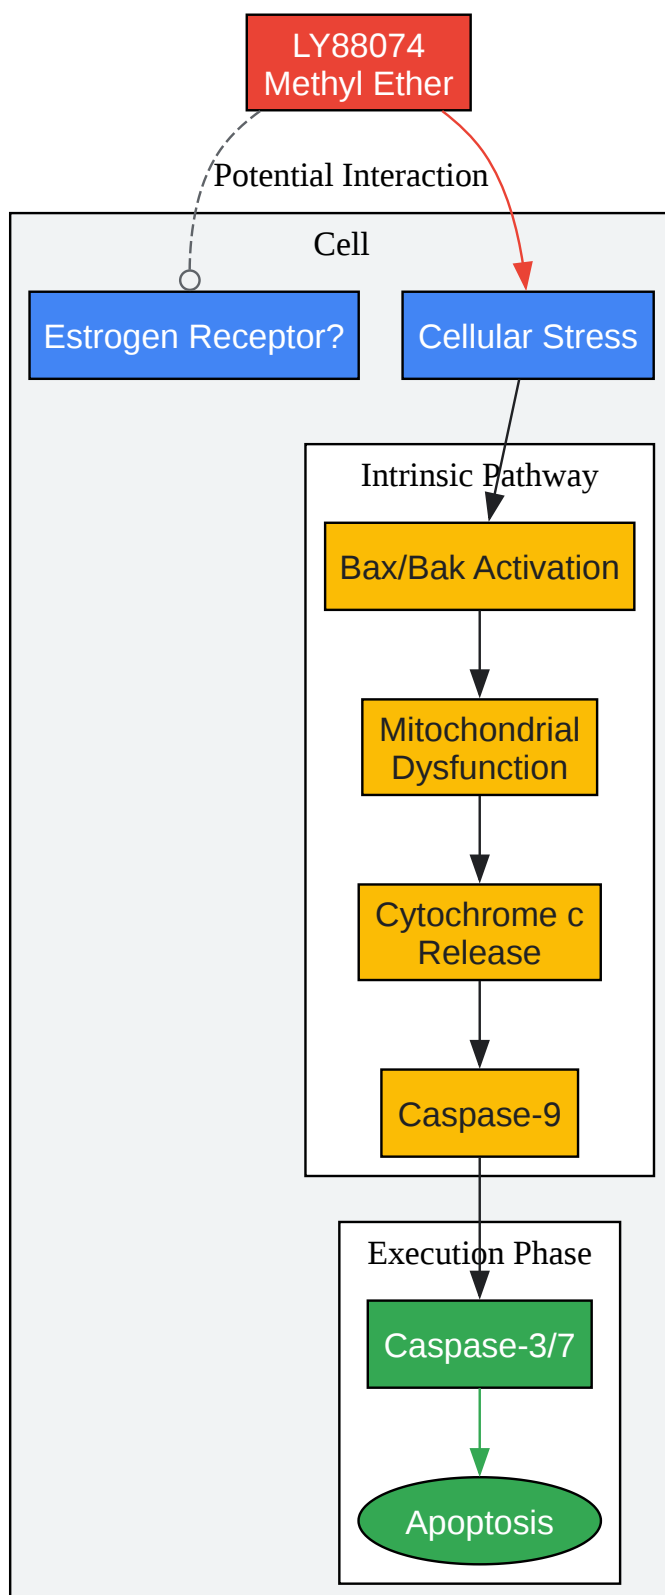 LY88074
Methyl Ether
Potential Interaction
Cell
Estrogen Receptor?
Cellular Stress
Intrinsic Pathway
Bax/Bak Activation
Mitochondrial
Dysfunction
Cytochrome c
Release
Caspase-9
Execution Phase
Caspase-3/7
Apoptosis